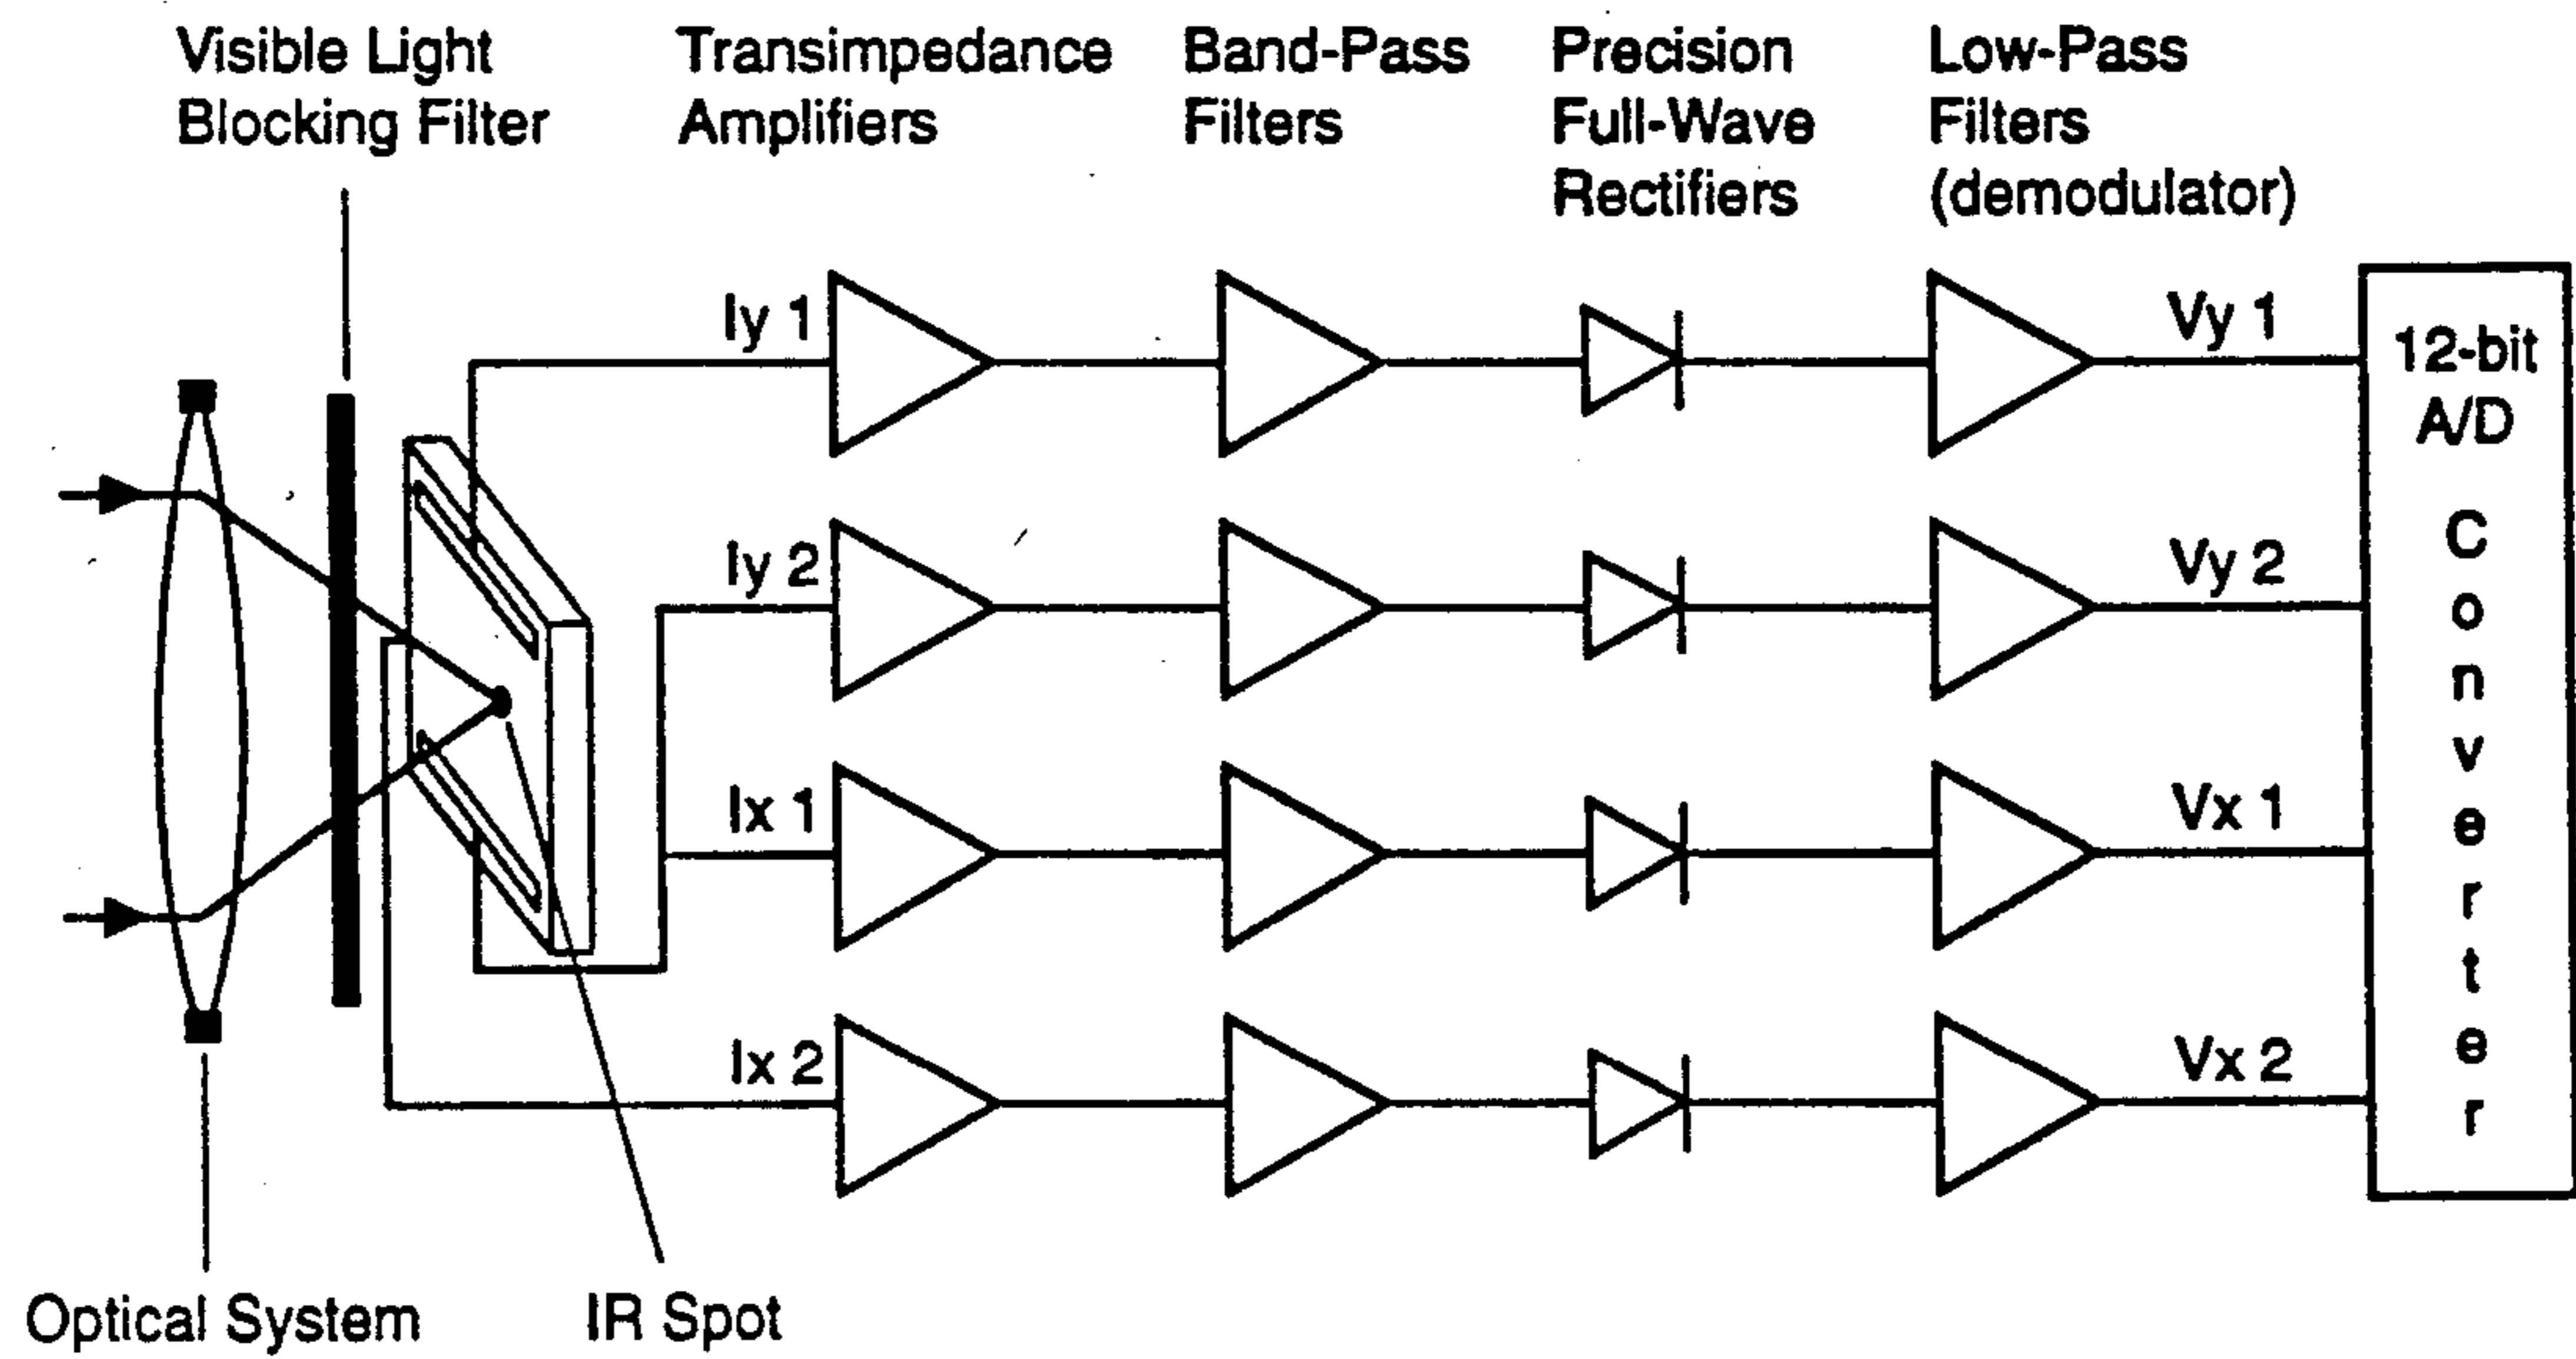 Visible Light
Blocking Filter
Transimpedance
Amplifiers
Band-Pass
Filters
Precision
Full-Wave
Rectifiers
Low-Pass
Filters
(demodulator)
Iy 1
Vy 1
12-bit
A/D
Converter
Iy 2
Vy 2
Ix 1
Vx 1
Ix 2
Vx 2
Optical System
IR Spot